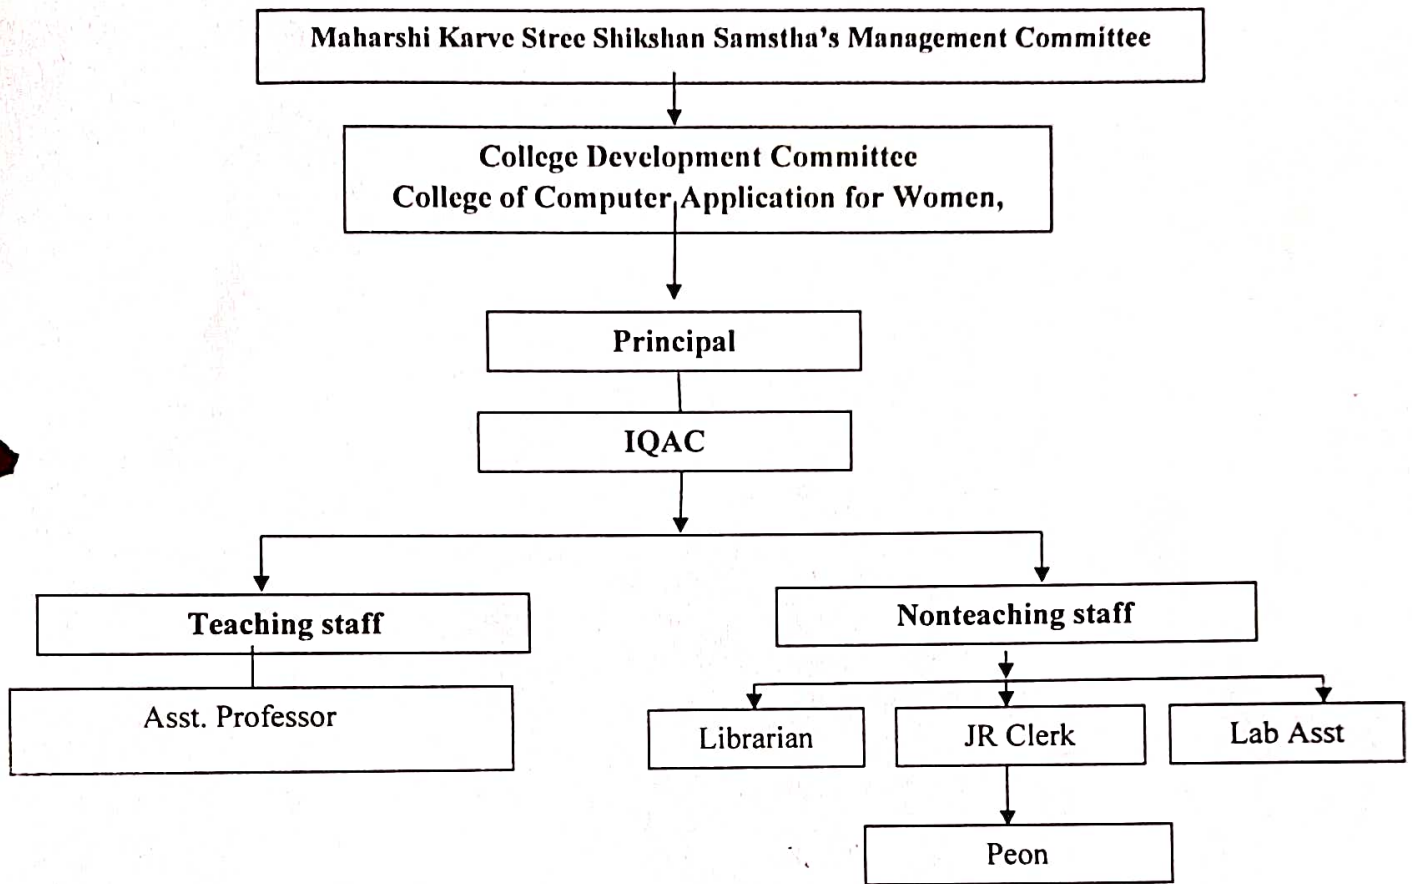 Maharshi Karve Stree Shikshan Samstha's Management Committee
College Development Committee
College of Computer Application for Women,
Principal
IQAC
Teaching staff
Nonteaching staff
Asst. Professor
Librarian
JR Clerk
Lab Asst
Peon